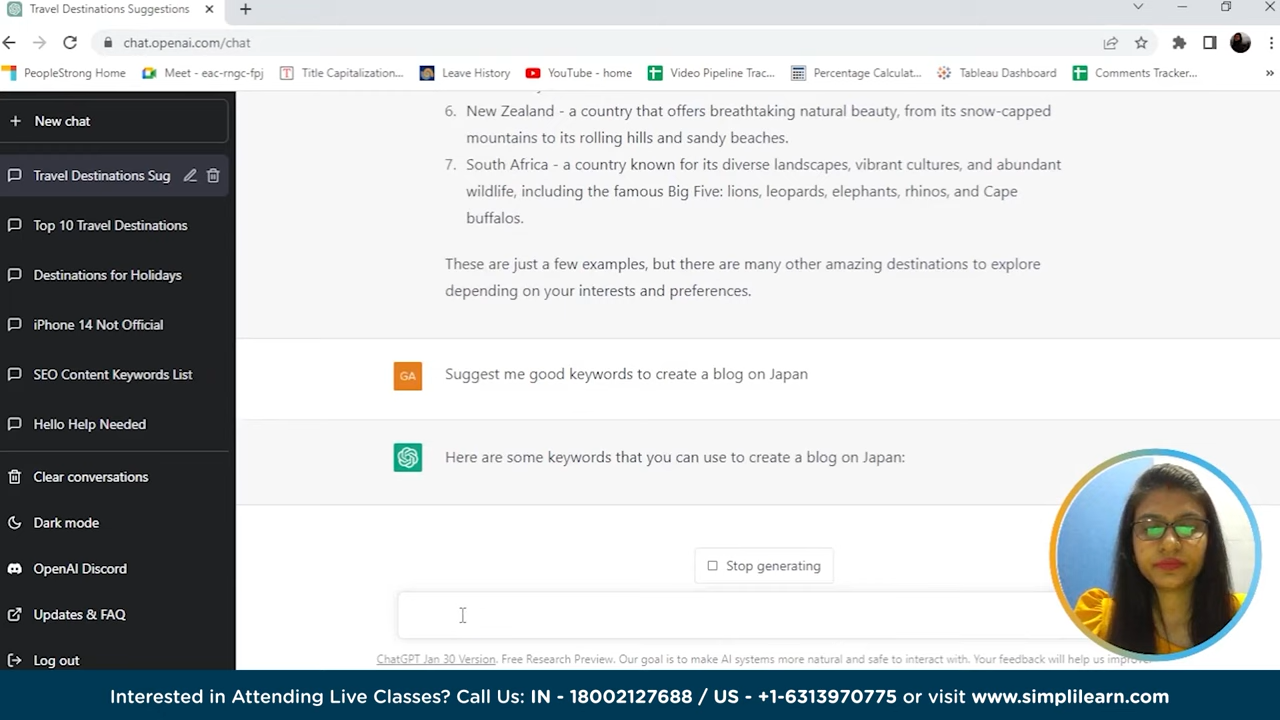 Travel Destinations Suggestions
chat.openai.com/chat
PeopleStrong Home
Meet - eac-rngc-fpj
Title Capitalization...
Leave History
YouTube - home
Video Pipeline Trac...
Percentage Calculat...
Tableau Dashboard
Comments Tracker...
New chat
Travel Destinations Sug
Top 10 Travel Destinations
Destinations for Holidays
iPhone 14 Not Official
SEO Content Keywords List
Hello Help Needed
Clear conversations
Dark mode
OpenAI Discord
Updates & FAQ
Log out
6. New Zealand - a country that offers breathtaking natural beauty, from its snow-capped
mountains to its rolling hills and sandy beaches.
7. South Africa - a country known for its diverse landscapes, vibrant cultures, and abundant
wildlife, including the famous Big Five: lions, leopards, elephants, rhinos, and Cape
buffalos.
These are just a few examples, but there are many other amazing destinations to explore
depending on your interests and preferences.
GA
Suggest me good keywords to create a blog on Japan
Here are some keywords that you can use to create a blog on Japan:
Stop generating
ChatGPT Jan 30 Version. Free Research Preview. Our goal is to make AI systems more natural and safe to interact with. Your feedback will help us
Interested in Attending Live Classes? Call Us: IN - 18002127688 / US - +1-6313970775 or visit www.simplilearn.com